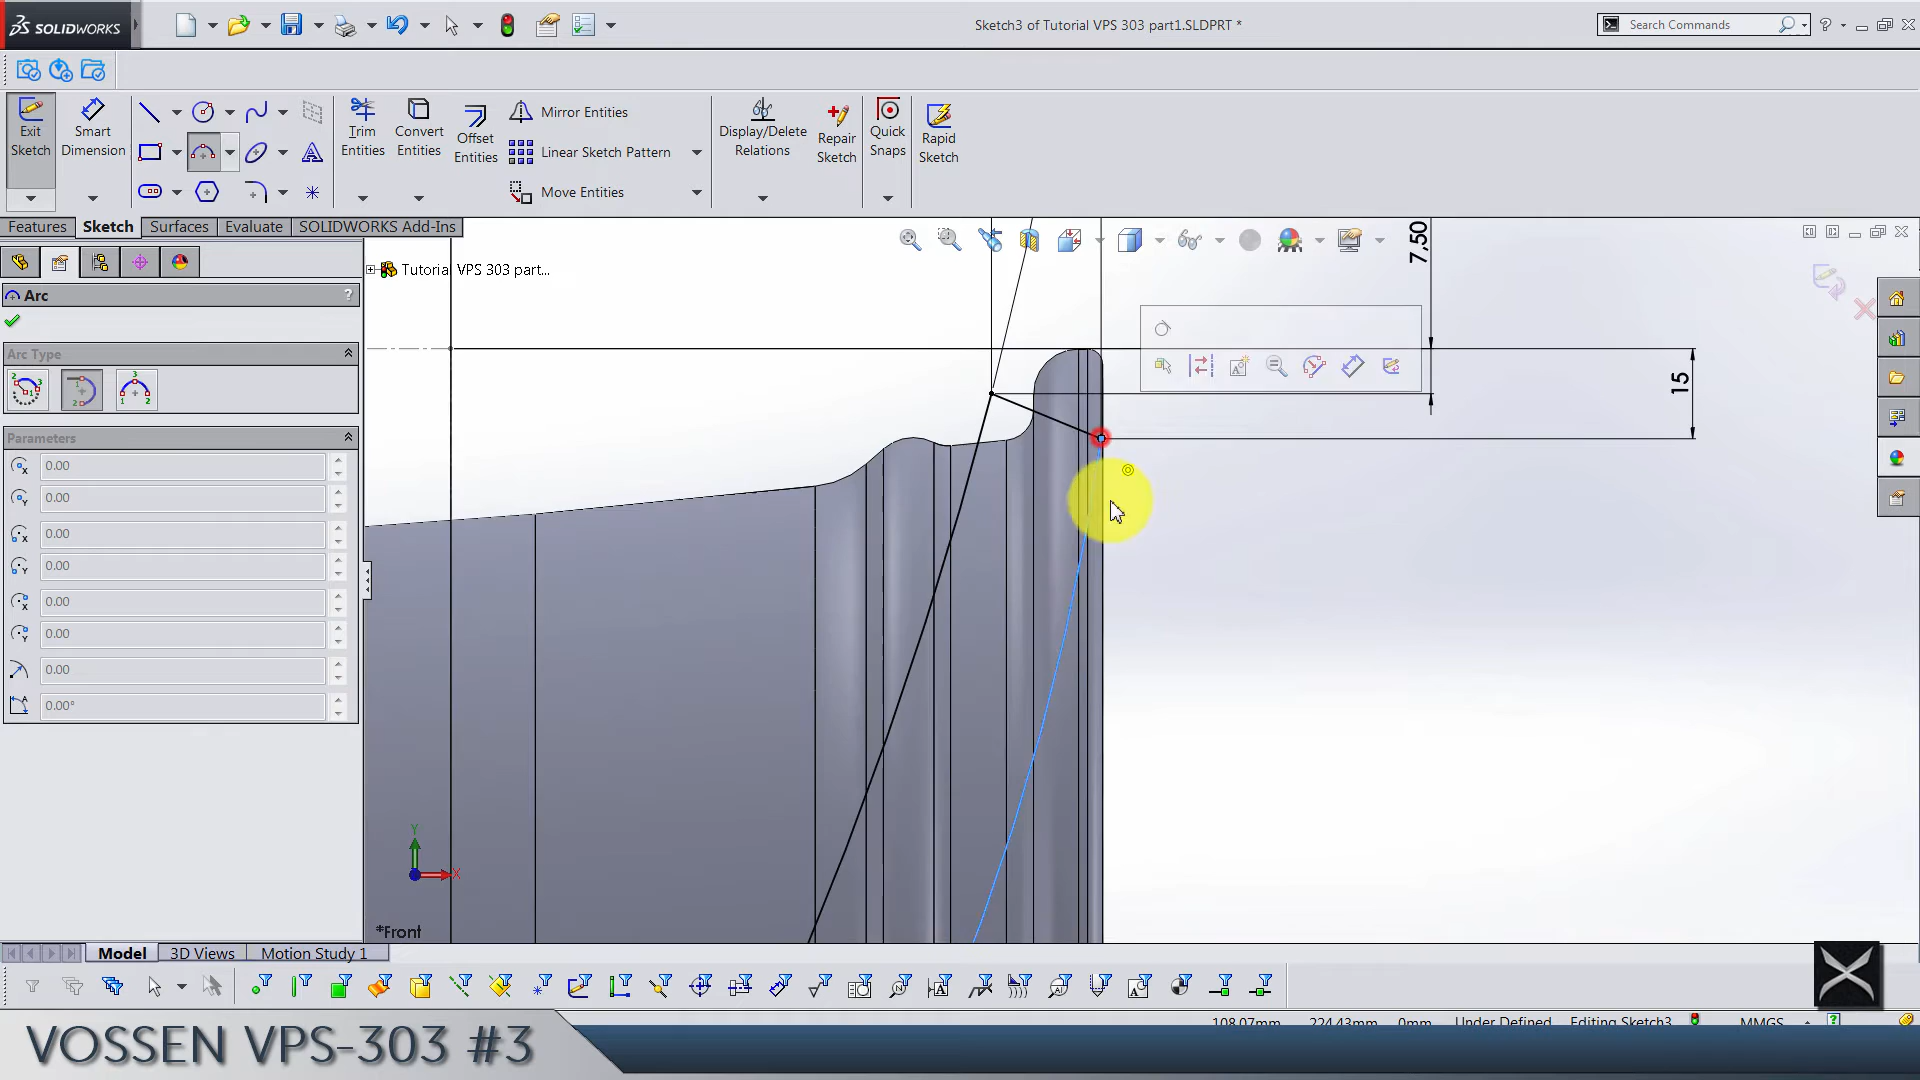 SOLIDWORKS
Sketch3 of Tutorial VPS 303 part1.SLDPRT *
Search Commands
Exit Sketch
Smart Dimension
Trim Entities
Convert Entities
Offset Entities
Mirror Entities
Linear Sketch Pattern
Move Entities
Display/Delete Relations
Repair Sketch
Quick Snaps
Rapid Sketch
Features
Sketch
Surfaces
Evaluate
SOLIDWORKS Add-Ins
Tutorial VPS 303 part...
Arc
?
Arc Type
Parameters
0.00
0.00
0.00
0.00
0.00
0.00
0.00
0.00°
7,50
15
Y
X
*Front
Model
3D Views
Motion Study 1
108.07mm
224.43mm
0mm
Under Defined
Editing Sketch3
MMGS
VOSSEN VPS-303 #3